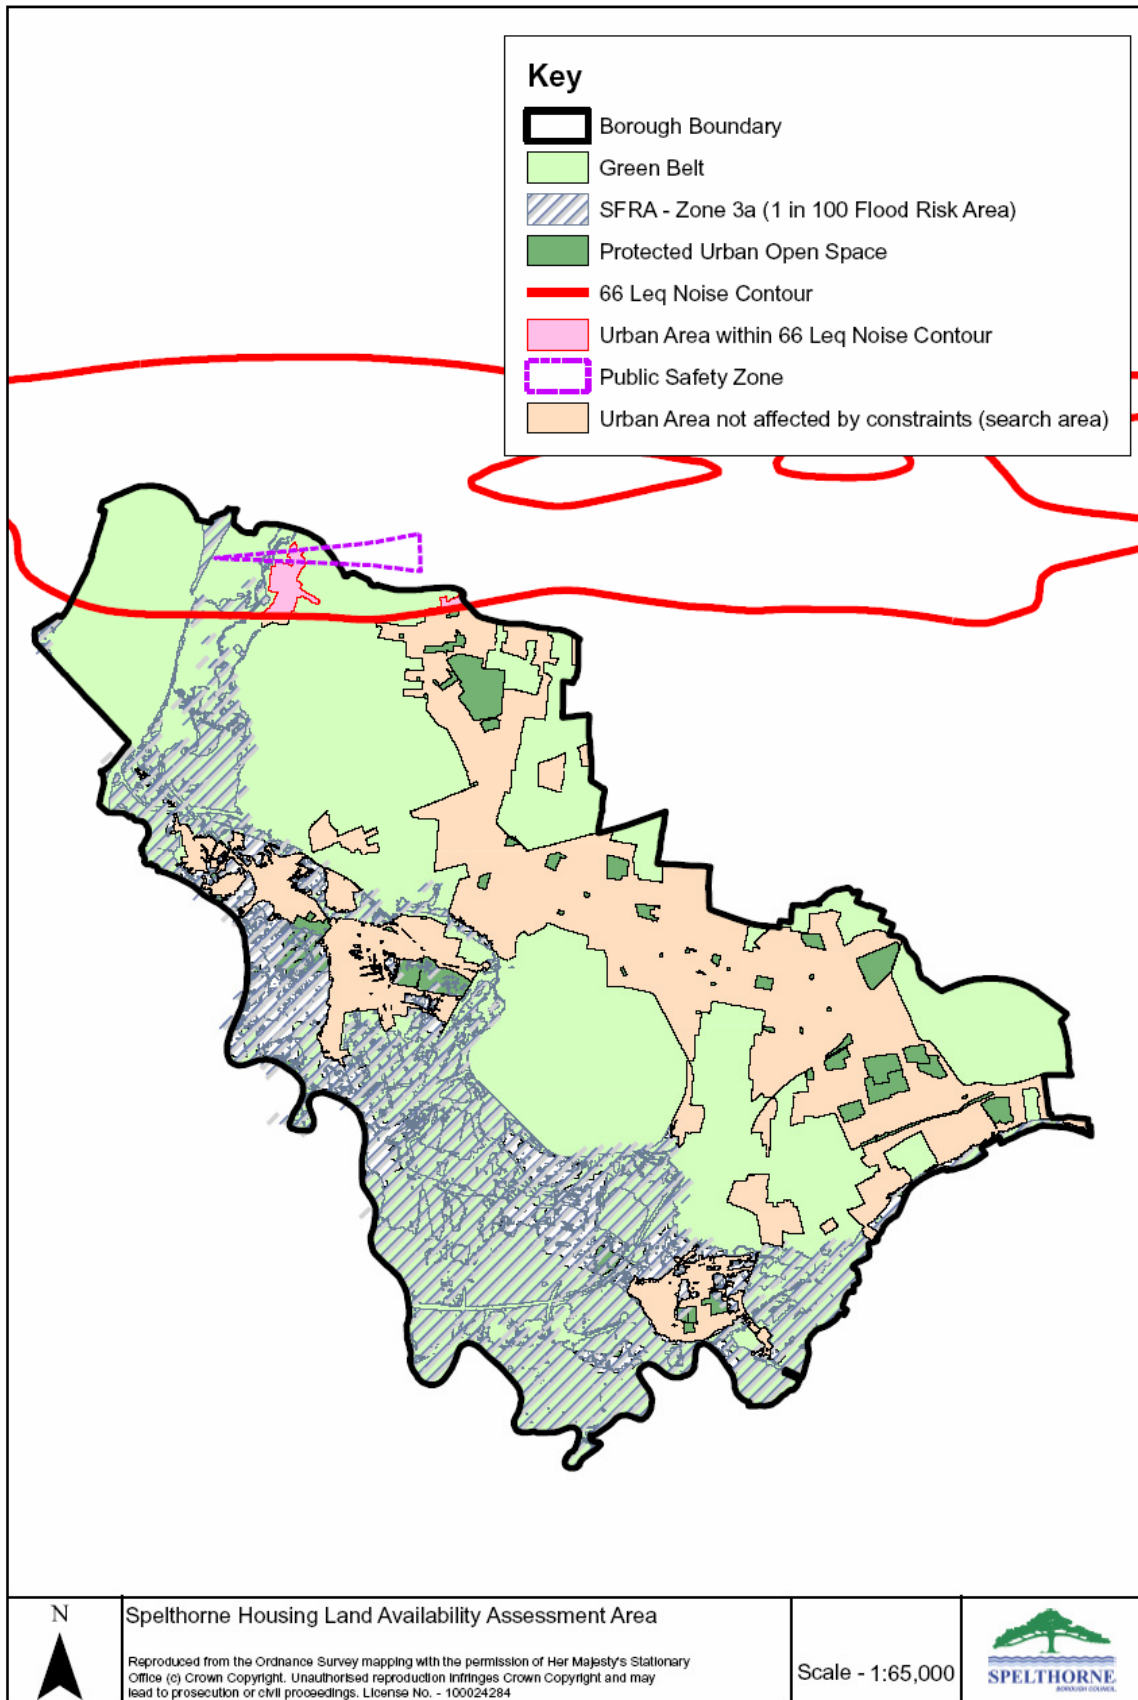 Key
Borough Boundary
Green Belt
SFRA - Zone 3a (1 in 100 Flood Risk Area)
Protected Urban Open Space
66 Leq Noise Contour
Urban Area within 66 Leq Noise Contour
Public Safety Zone
Urban Area not affected by constraints (search area)
N
Spelthorne Housing Land Availability Assessment Area
Reproduced from the Ordnance Survey mapping with the permission of Her Majesty's Stationary
Office (c) Crown Copyright. Unauthorised reproduction infringes Crown Copyright and may
lead to prosecution or civil proceedings. License No. - 100024284
Scale - 1:65,000
SPELTHORNE
BOROUGH COUNCIL